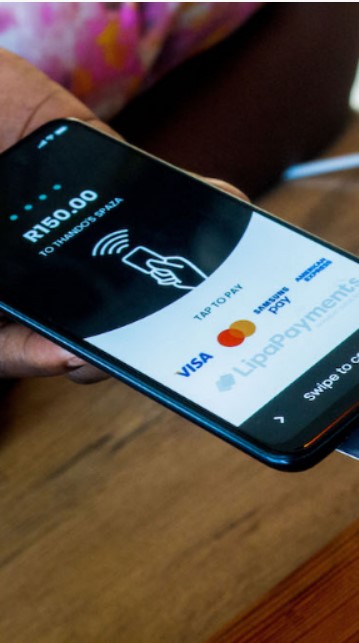 R150.00
TO THANDO'S SPAZA
TAP TO PAY
VISA
SAMSUNG
pay
AMERICAN
EXPRESS
LipaPayments
Swipe to